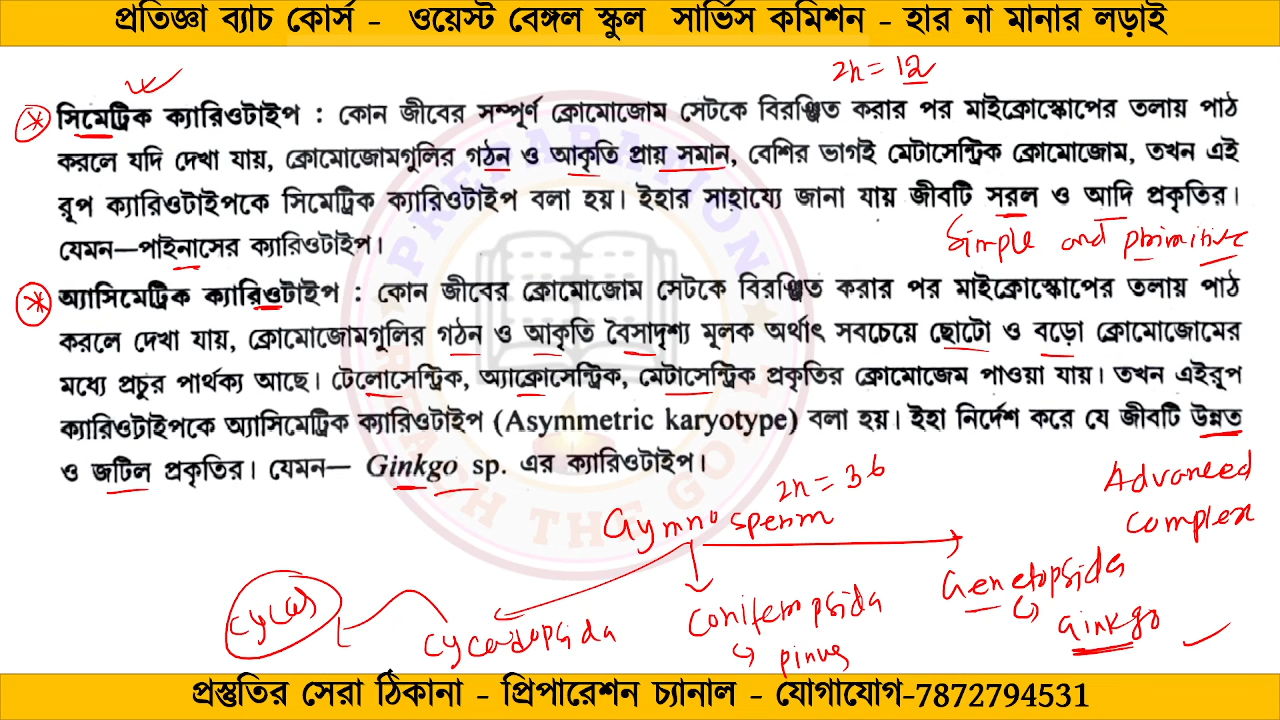 প্রতিজ্ঞা ব্যাচ কোর্স - ওয়েস্ট বেঙ্গল স্কুল সার্ভিস কমিশন - হার না মানার লড়াই
2n = 12
সিমেট্রিক ক্যারিওটাইপ : কোন জীবের সম্পূর্ণ ক্রোমোজোম সেটকে বিরঞ্জিত করার পর মাইক্রোস্কোপের তলায় পাঠ
করলে যদি দেখা যায়, ক্রোমোজোমগুলির গঠন ও আকৃতি প্রায় সমান, বেশির ভাগই মেটাসেন্ট্রিক ক্রোমোজোম, তখন এই
রূপ ক্যারিওটাইপকে সিমেট্রিক ক্যারিওটাইপ বলা হয়। ইহার সাহায্যে জানা যায় জীবটি সরল ও আদি প্রকৃতির।
যেমন—পাইনাসের ক্যারিওটাইপ।
Simple and primitive
অ্যাসিমেট্রিক ক্যারিওটাইপ : কোন জীবের ক্রোমোজোম সেটকে বিরঞ্জিত করার পর মাইক্রোস্কোপের তলায় পাঠ
করলে দেখা যায়, ক্রোমোজোমগুলির গঠন ও আকৃতি বৈসাদৃশ্য মূলক অর্থাৎ সবচেয়ে ছোটো ও বড়ো ক্রোমোজোমের
মধ্যে প্রচুর পার্থক্য আছে। টেলোসেন্ট্রিক, অ্যাক্রোসেন্ট্রিক, মেটাসেন্ট্রিক প্রকৃতির ক্রোমোজেম পাওয়া যায়। তখন এইরূপ
ক্যারিওটাইপকে অ্যাসিমেট্রিক ক্যারিওটাইপ (Asymmetric karyotype) বলা হয়। ইহা নির্দেশ করে যে জীবটি উন্নত
ও জটিল প্রকৃতির। যেমন— Ginkgo sp. এর ক্যারিওটাইপ।
Advanced
complex
2n = 36
Gymnosperm
Cycas
Cycadopsida
Coniferopsida
pinus
Genetopsida
Ginkgo
PREPARATION
REACH THE GOAL
প্রস্তুতির সেরা ঠিকানা - প্রিপারেশন চ্যানাল - যোগাযোগ-7872794531